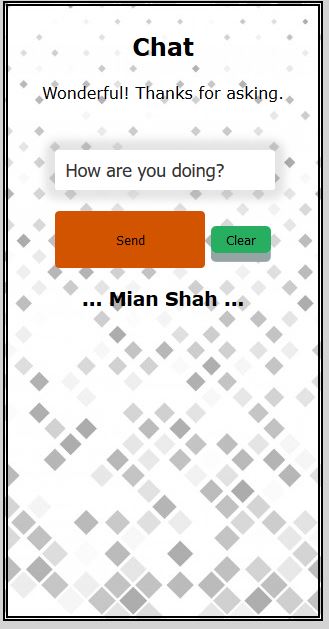 Chat
Wonderful! Thanks for asking.
How are you doing?
Send
Clear
... Mian Shah ...